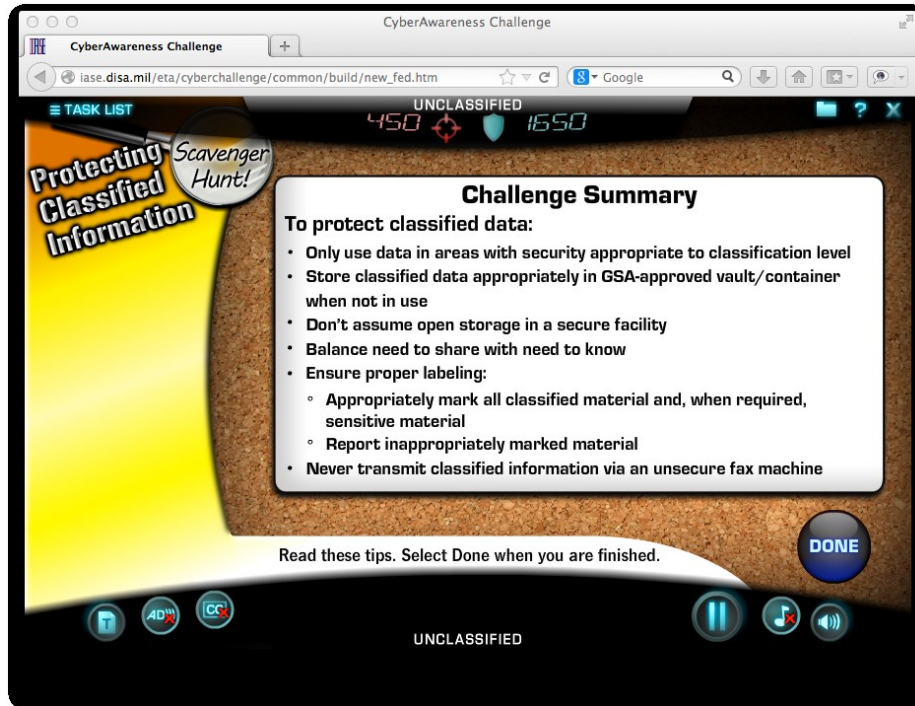 CyberAwareness Challenge
CyberAwareness Challenge
iase.disa.mil/eta/cyberchallenge/common/build/new_fed.htm
Google
TASK LIST
UNCLASSIFIED
450
1650
?
X
Protecting
Classified
Information
Scavenger
Hunt!
Challenge Summary
To protect classified data:
• Only use data in areas with security appropriate to classification level
• Store classified data appropriately in GSA-approved vault/container
when not in use
• Don't assume open storage in a secure facility
• Balance need to share with need to know
• Ensure proper labeling:
° Appropriately mark all classified material and, when required,
sensitive material
° Report inappropriately marked material
• Never transmit classified information via an unsecure fax machine
DONE
Read these tips. Select Done when you are finished.
T
AD
CC
UNCLASSIFIED